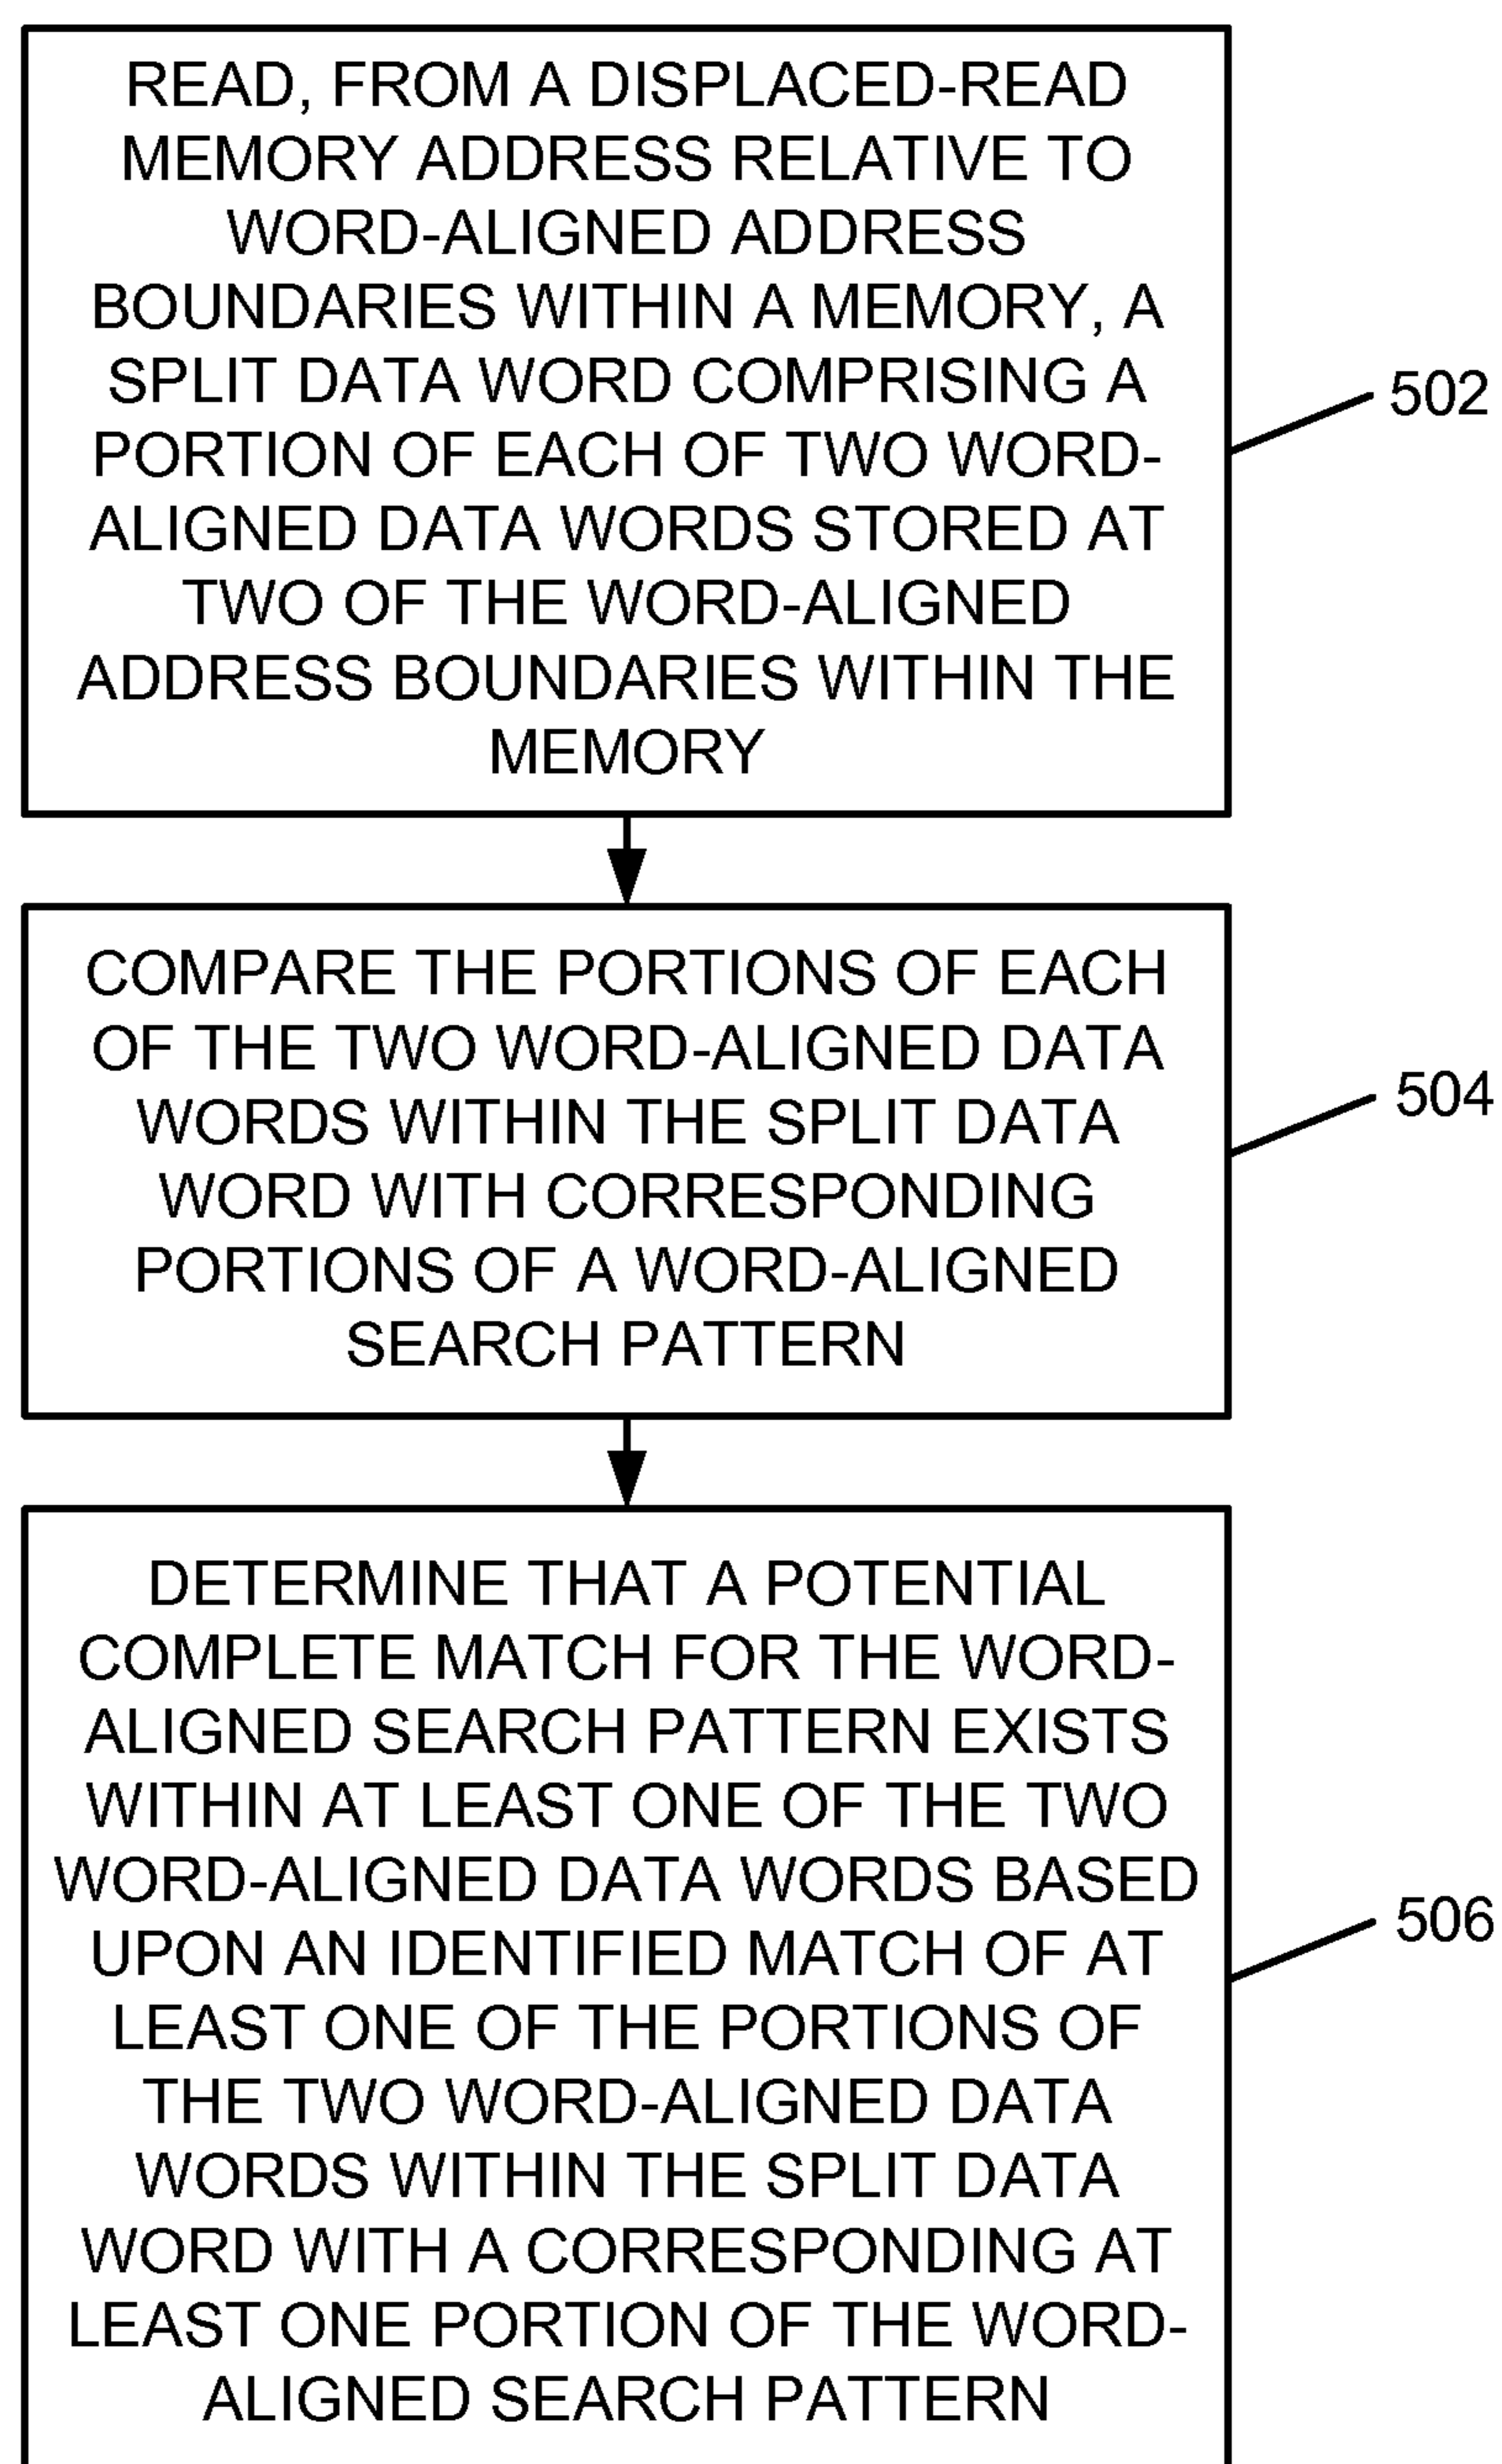 READ, FROM A DISPLACED-READ
MEMORY ADDRESS RELATIVE TO
WORD-ALIGNED ADDRESS
BOUNDARIES WITHIN A MEMORY, A
SPLIT DATA WORD COMPRISING A
PORTION OF EACH OF TWO WORD-
ALIGNED DATA WORDS STORED AT
TWO OF THE WORD-ALIGNED
ADDRESS BOUNDARIES WITHIN THE
MEMORY
502
COMPARE THE PORTIONS OF EACH
OF THE TWO WORD-ALIGNED DATA
WORDS WITHIN THE SPLIT DATA
WORD WITH CORRESPONDING
PORTIONS OF A WORD-ALIGNED
SEARCH PATTERN
504
DETERMINE THAT A POTENTIAL
COMPLETE MATCH FOR THE WORD-
ALIGNED SEARCH PATTERN EXISTS
WITHIN AT LEAST ONE OF THE TWO
WORD-ALIGNED DATA WORDS BASED
UPON AN IDENTIFIED MATCH OF AT
LEAST ONE OF THE PORTIONS OF
THE TWO WORD-ALIGNED DATA
WORDS WITHIN THE SPLIT DATA
WORD WITH A CORRESPONDING AT
LEAST ONE PORTION OF THE WORD-
ALIGNED SEARCH PATTERN
506